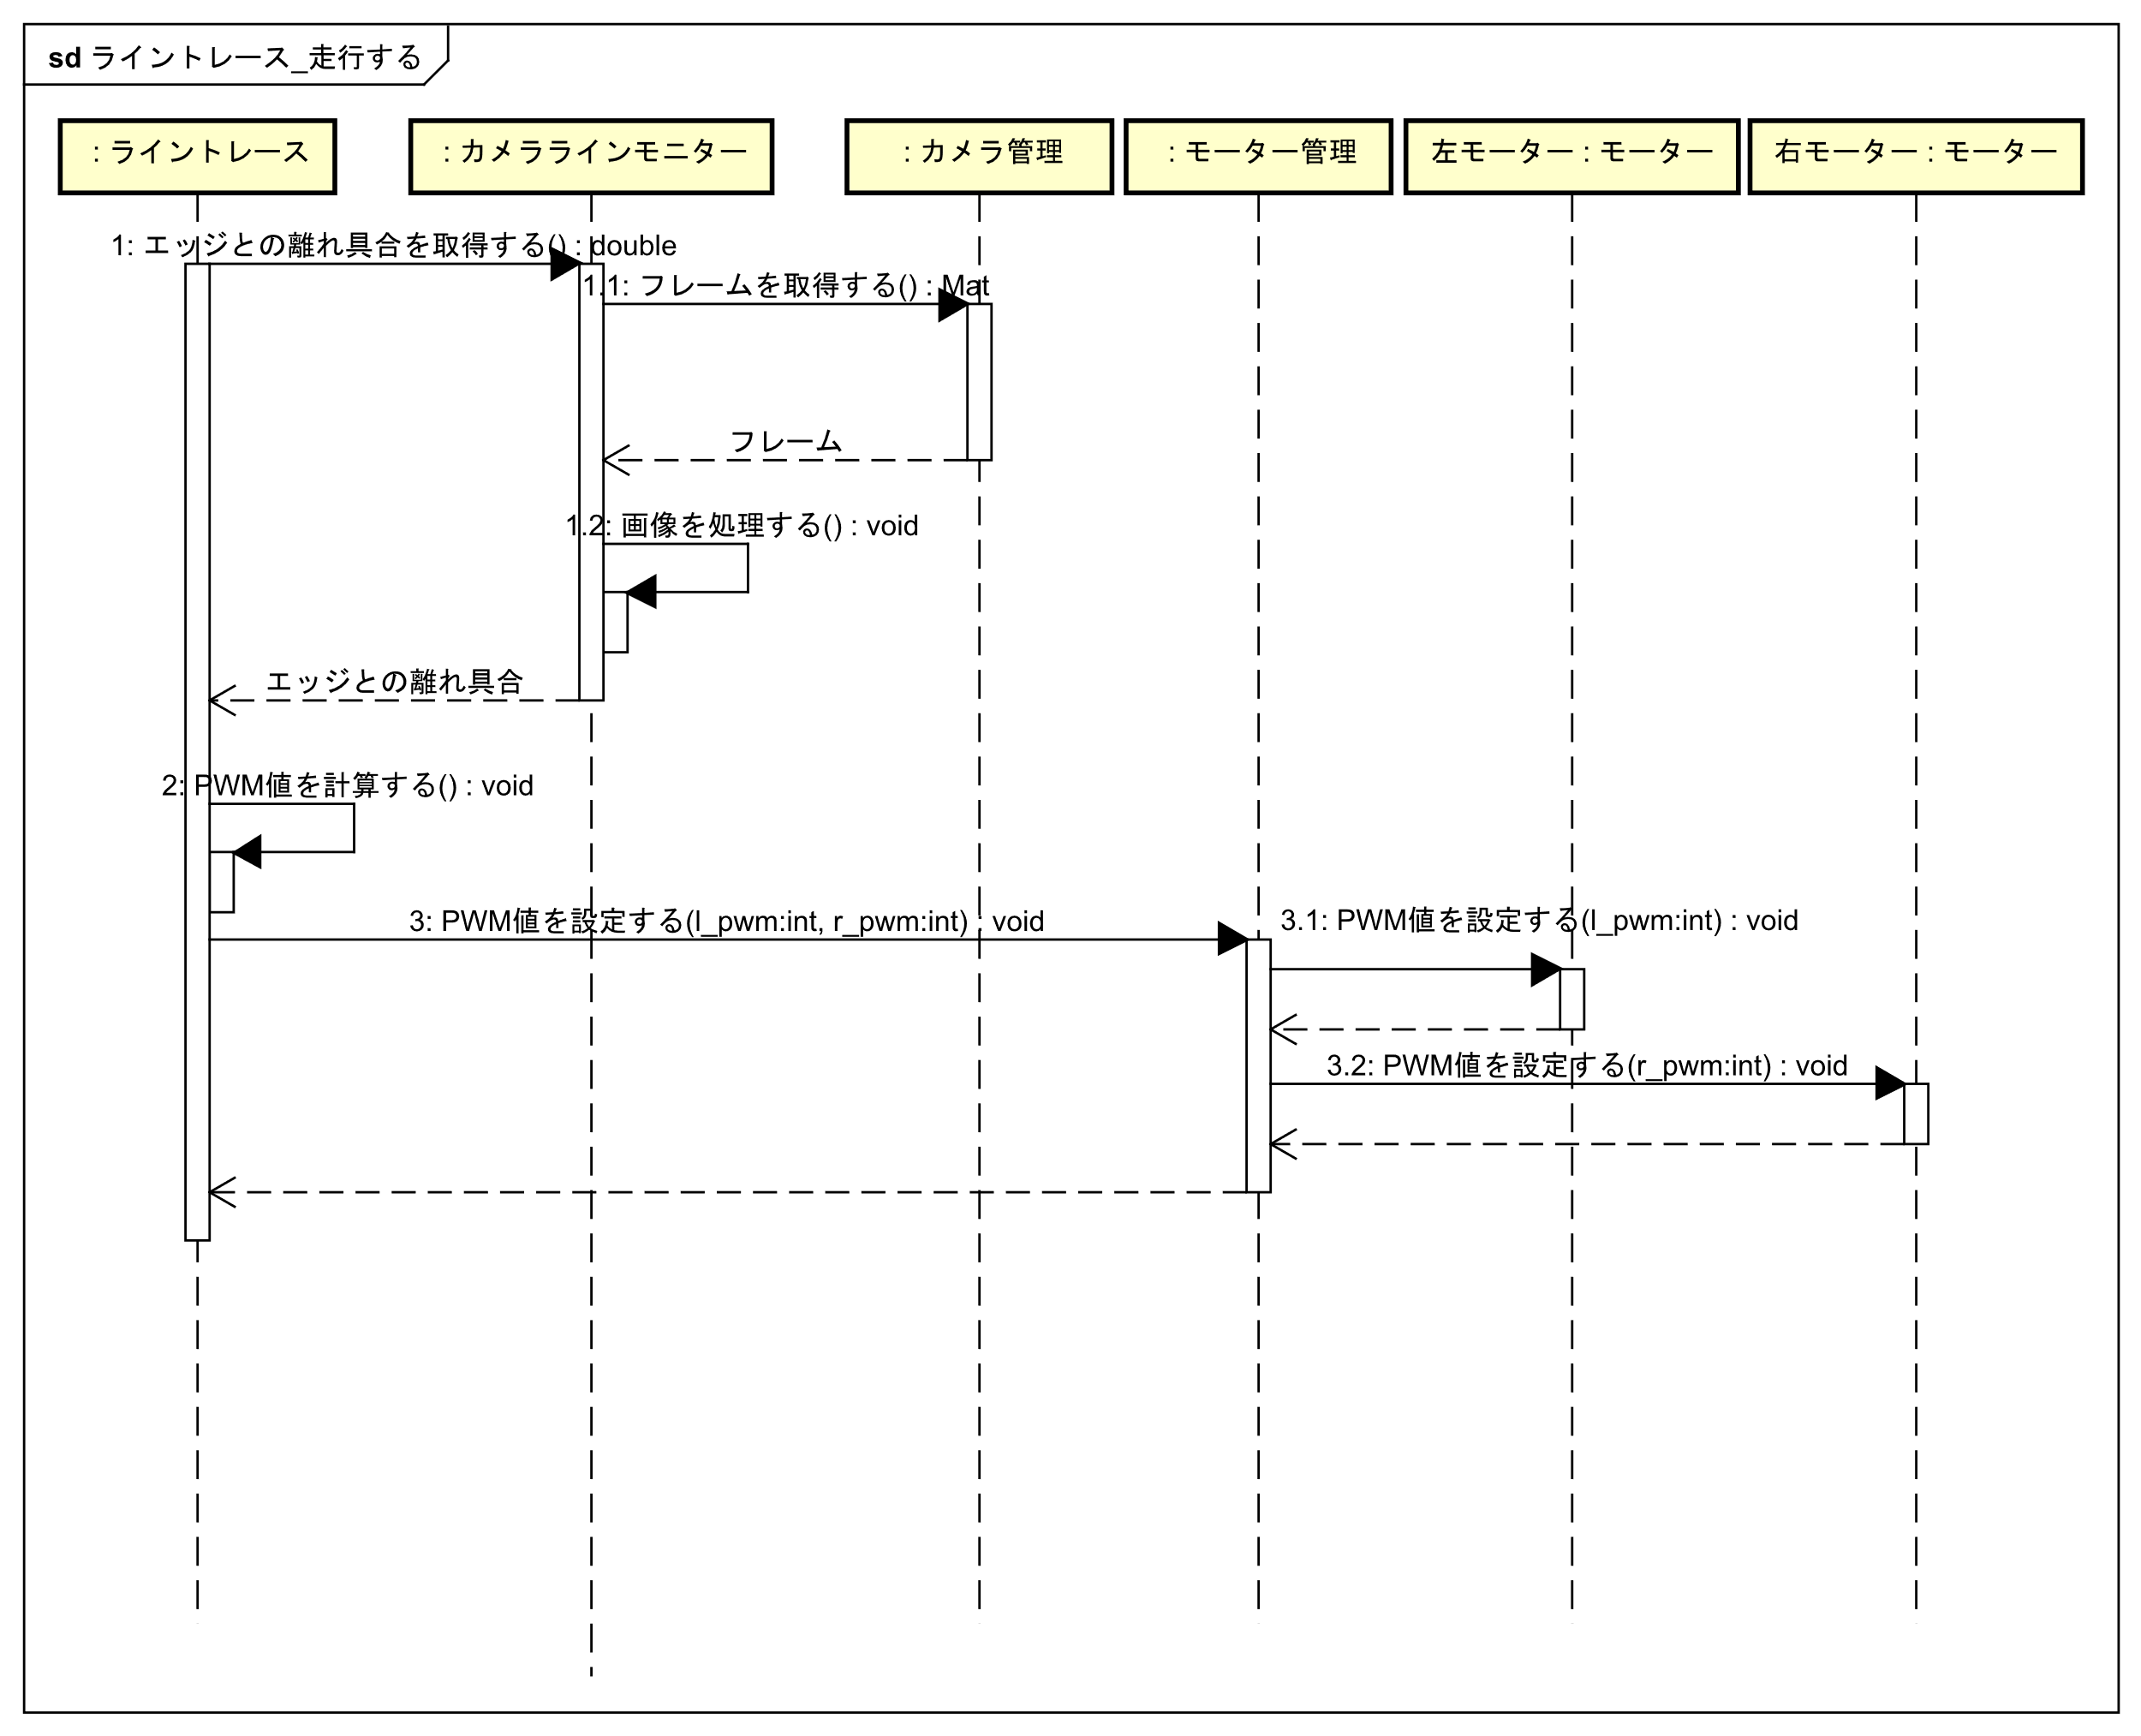 sd ライントレース_走行する
: ライントレース
: カメララインモニター
: カメラ管理
: モーター管理
左モーター : モーター
右モーター : モーター
1: エッジとの離れ具合を取得する() : double
1.1: フレームを取得する() : Mat
フレーム
1.2: 画像を処理する() : void
エッジとの離れ具合
2: PWM値を計算する() : void
3: PWM値を設定する(l_pwm:int, r_pwm:int) : void
3.1: PWM値を設定する(l_pwm:int) : void
3.2: PWM値を設定する(r_pwm:int) : void